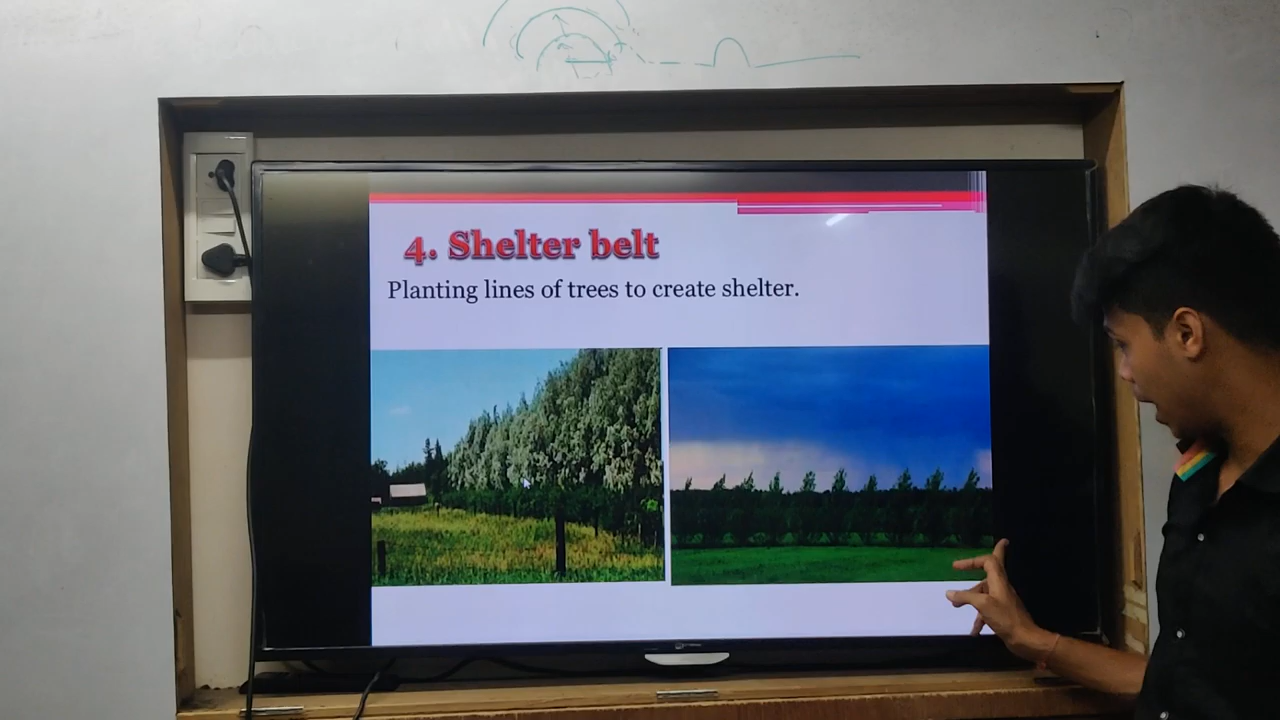 4. Shelter belt
Planting lines of trees to create shelter.